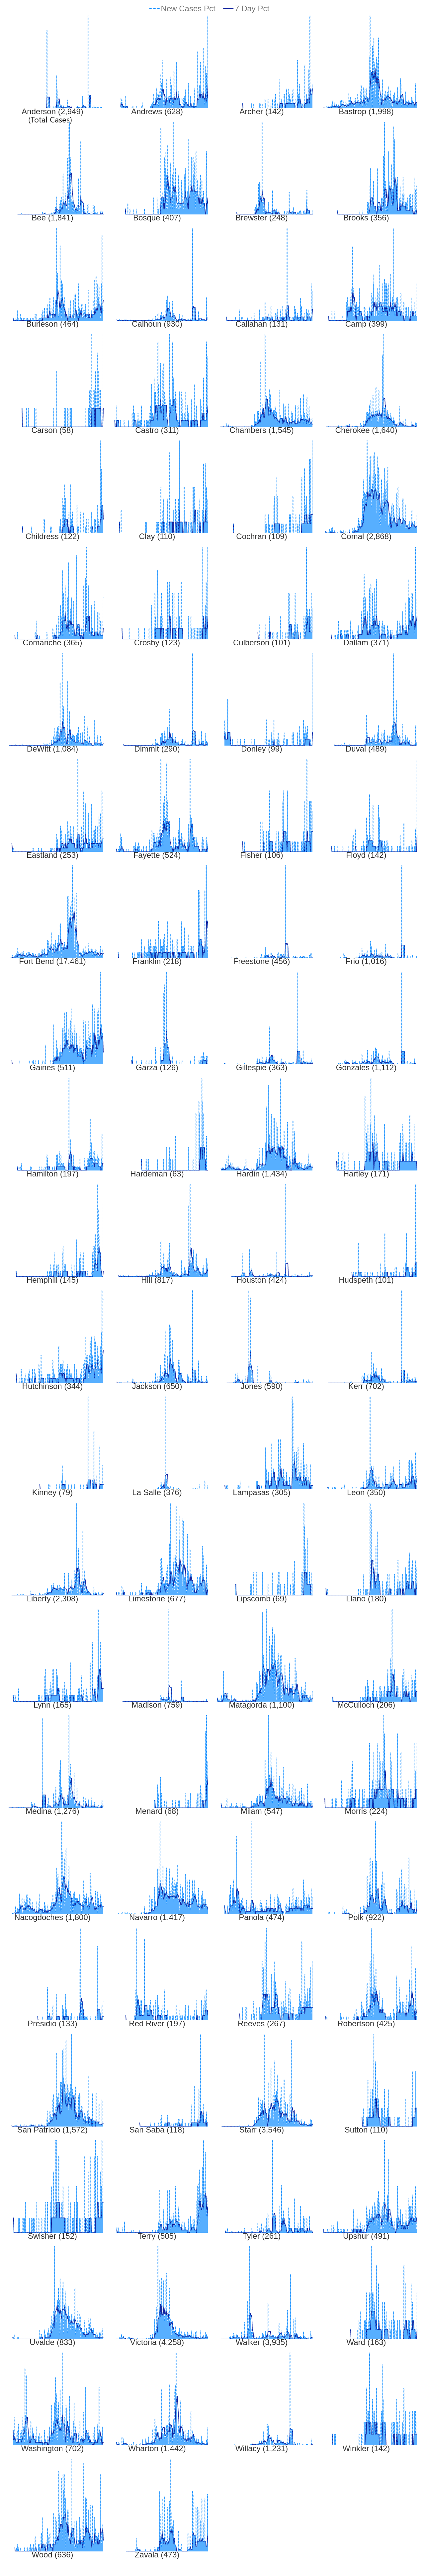 New Cases Pct 7 Day Pct
Anderson (2,949) Andrews (628) Archer (142) Bastrop (1,998)
(Total Cases)
Bee (1,841) Bosque (407) Brewster (248) Brooks (356)
Burleson (464) Calhoun (930) Callahan (131) Camp (399)
Carson (58) Castro (311) Chambers (1,545) Cherokee (1,640)
Childress (122) Clay (110) Cochran (109) Comal (2,868)
Comanche (365) Crosby (123) Culberson (101) Dallam (371)
DeWitt (1,084) Dimmit (290) Donley (99) Duval (489)
Eastland (253) Fayette (524) Fisher (106) Floyd (142)
Fort Bend (17,461) Franklin (218) Freestone (456) Frio (1,016)
Gaines (511) Garza (126) Gillespie (363) Gonzales (1,112)
Hamilton (197) Hardeman (63) Hardin (1,434) Hartley (171)
Hemphill (145) Hill (817) Houston (424) Hudspeth (101)
Hutchinson (344) Jackson (650) Jones (590) Kerr (702)
Kinney (79) La Salle (376) Lampasas (305) Leon (350)
Liberty (2,308) Limestone (677) Lipscomb (69) Llano (180)
Lynn (165) Madison (759) Matagorda (1,100) McCulloch (206)
Medina (1,276) Menard (68) Milam (547) Morris (224)
Nacogdoches (1,800) Navarro (1,417) Panola (474) Polk (922)
Presidio (133) Red River (197) Reeves (267) Robertson (425)
San Patricio (1,572) San Saba (118) Starr (3,546) Sutton (110)
Swisher (152) Terry (505) Tyler (261) Upshur (491)
Uvalde (833) Victoria (4,258) Walker (3,935) Ward (163)
Washington (702) Wharton (1,442) Willacy (1,231) Winkler (142)
Wood (636) Zavala (473)